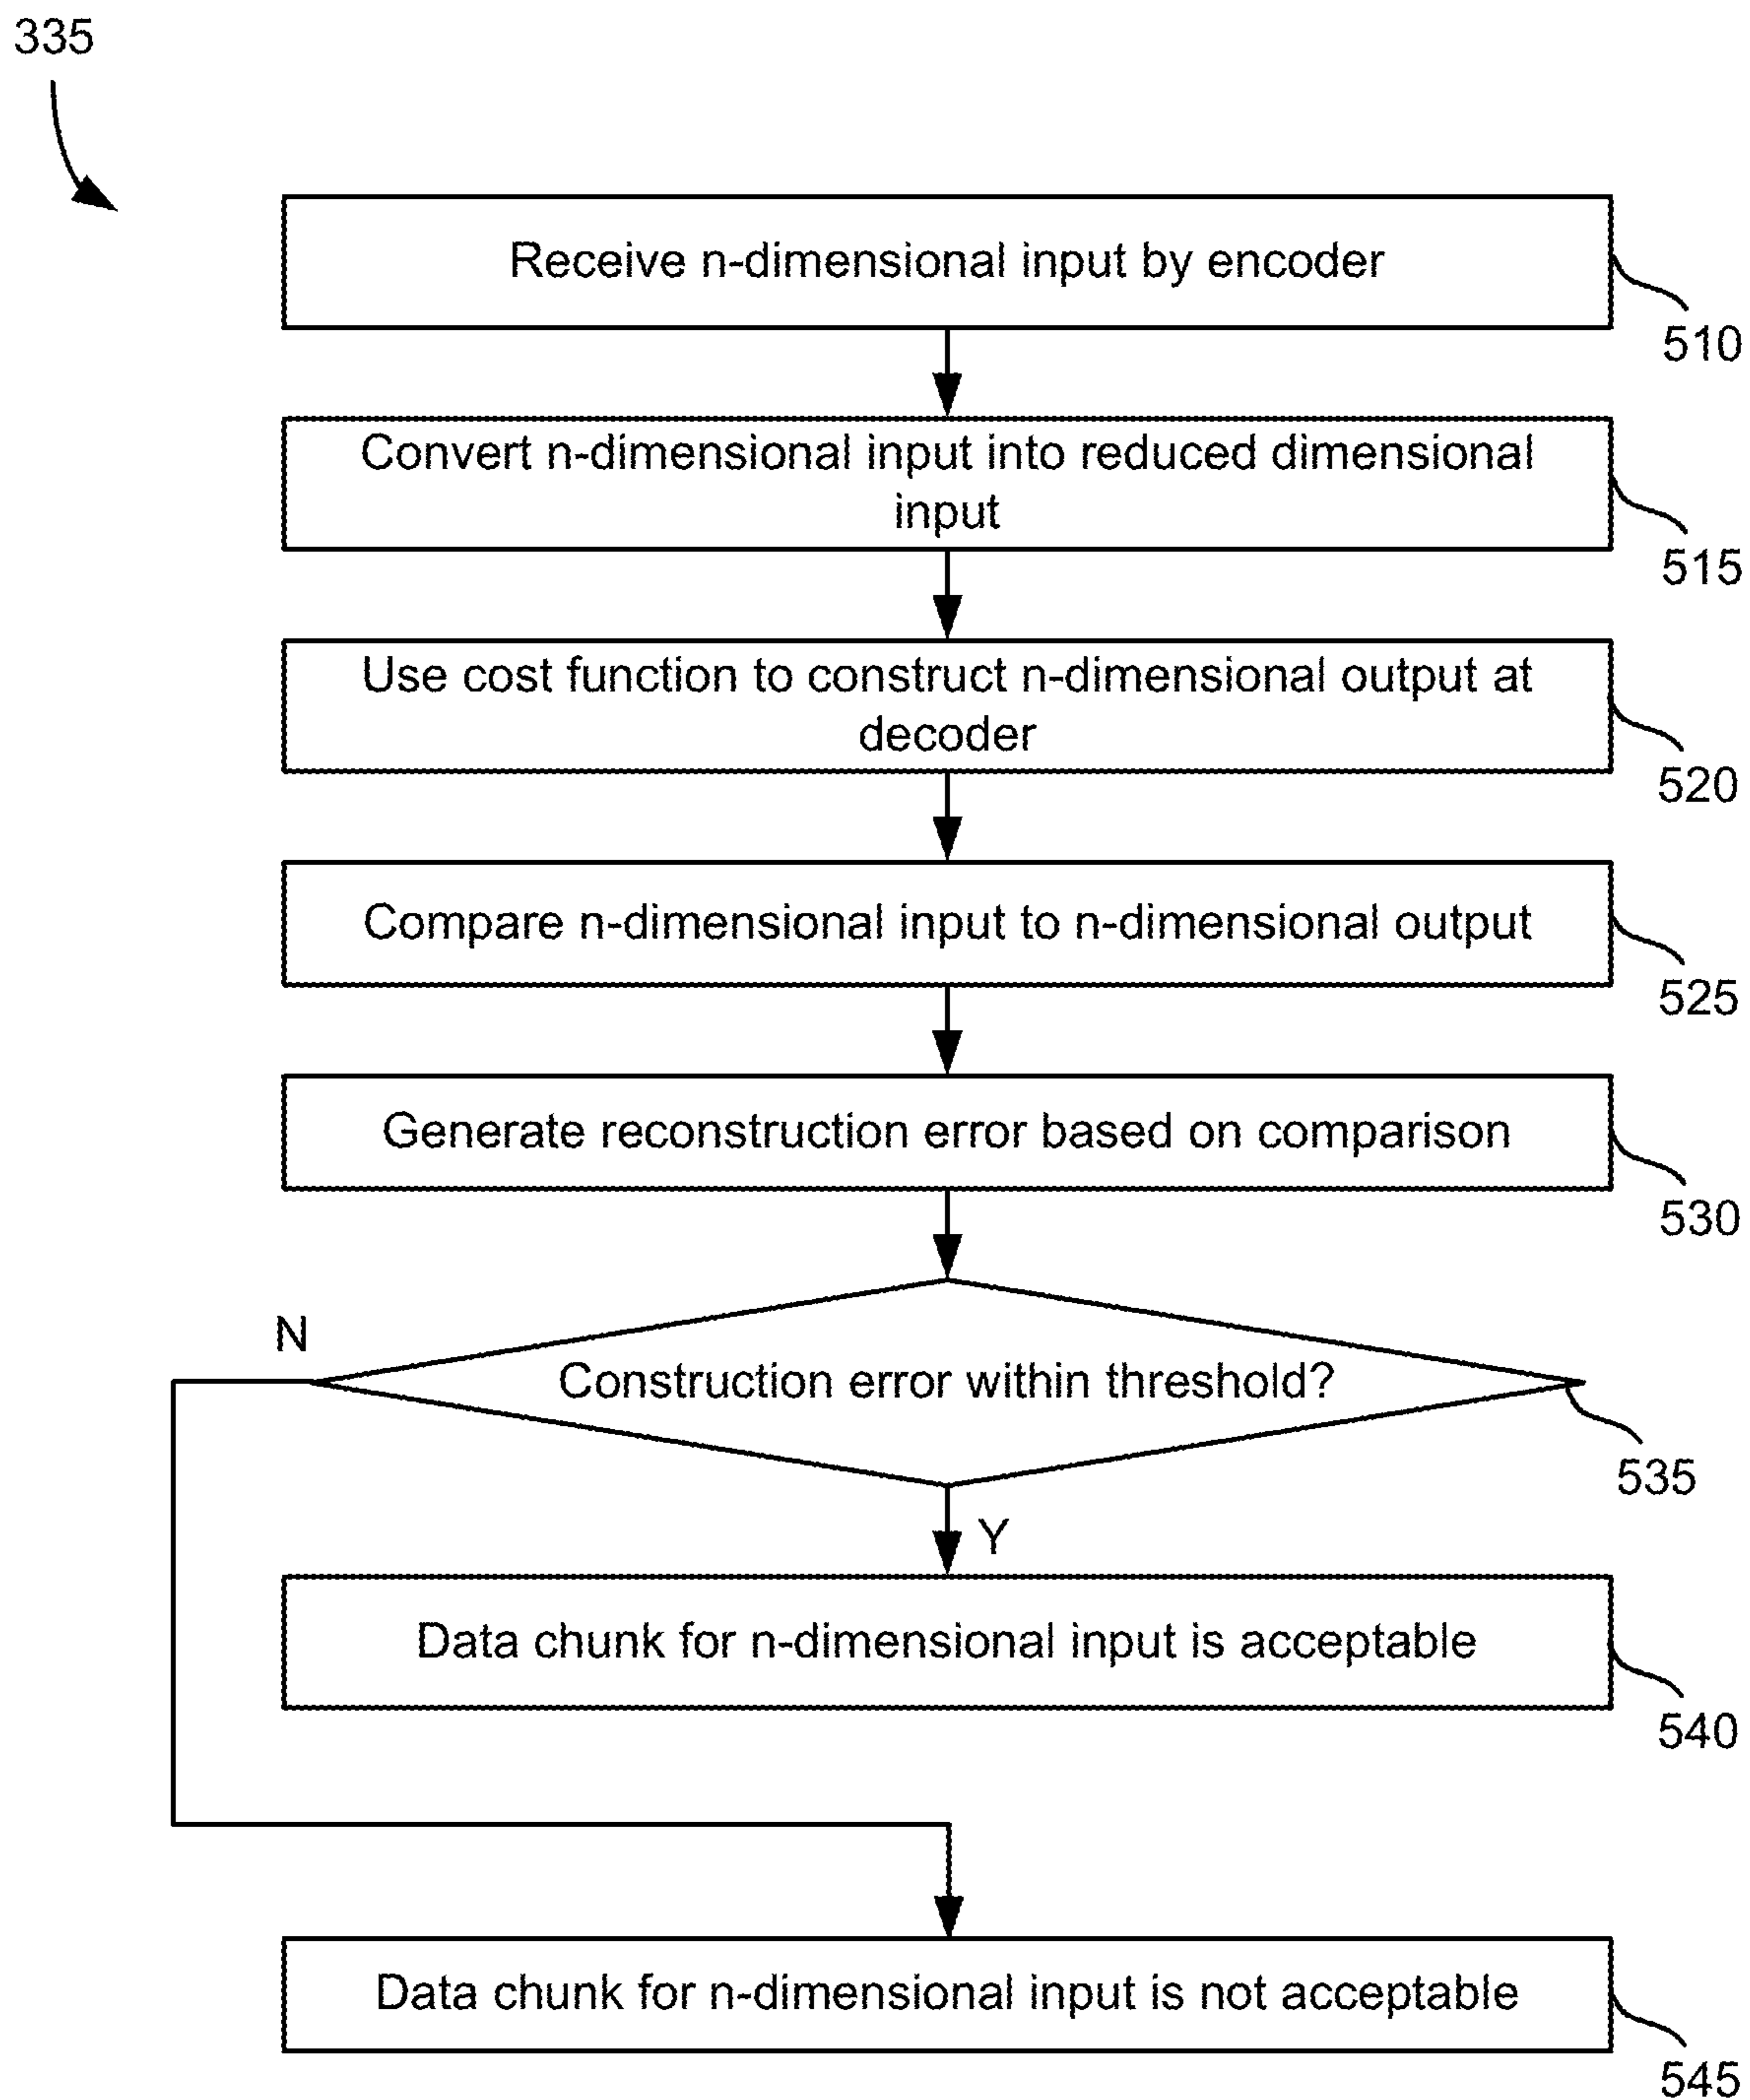 335
Receive n-dimensional input by encoder
510
Convert n-dimensional input into reduced dimensional
input
515
Use cost function to construct n-dimensional output at
decoder
520
Compare n-dimensional input to n-dimensional output
525
Generate reconstruction error based on comparison
530
N
Construction error within threshold?
535
Y
Data chunk for n-dimensional input is acceptable
540
Data chunk for n-dimensional input is not acceptable
545